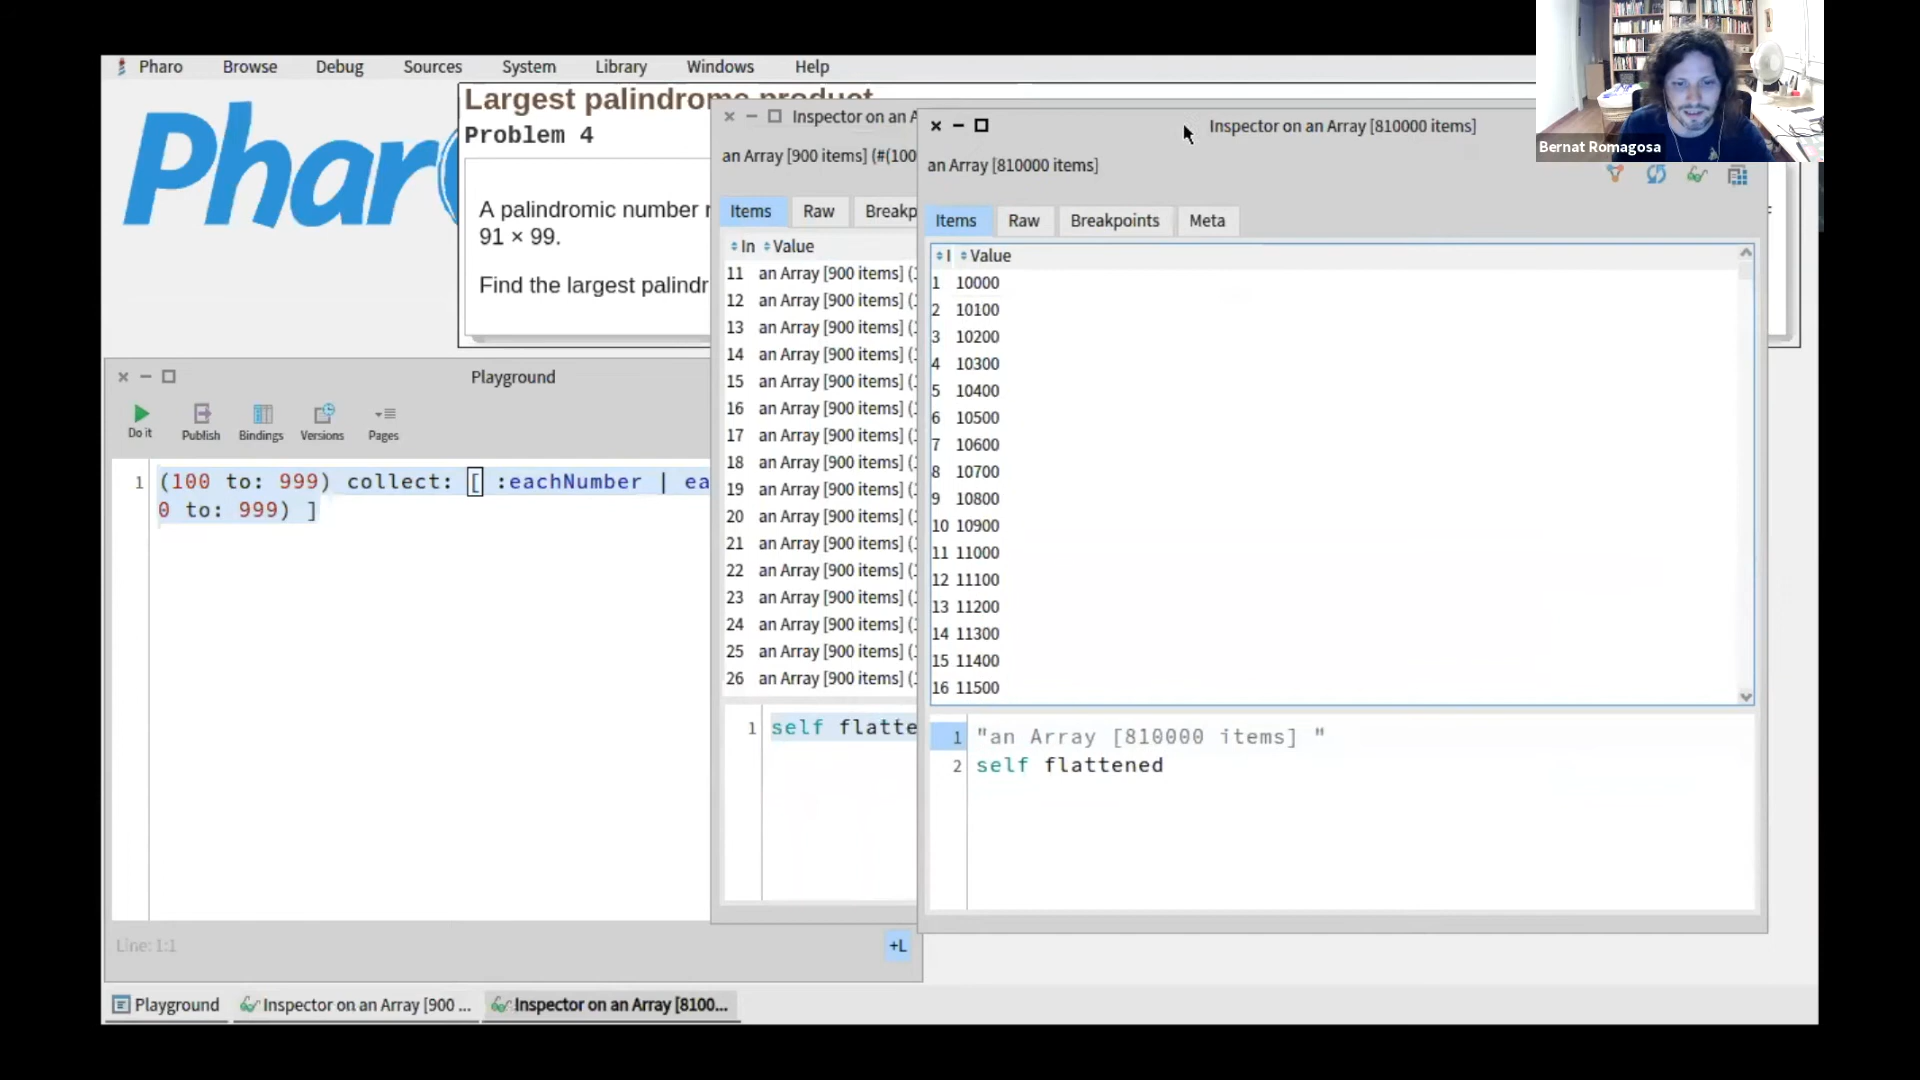 Pharo Browse Debug Sources System Library Windows Help
Bernat Romagosa
Phar
Largest palindrome product
Problem 4
A palindromic number r
91 × 99.
Find the largest palindr
Playground
Do it Publish Bindings Versions Pages
1 (100 to: 999) collect: [ :eachNumber | ea
0 to: 999) ]
Line: 1:1
+L
Inspector on an A
an Array [900 items] (#(100
Items Raw Breakp
In Value
11 an Array [900 items] (
12 an Array [900 items] (
13 an Array [900 items] (
14 an Array [900 items] (
15 an Array [900 items] (
16 an Array [900 items] (
17 an Array [900 items] (
18 an Array [900 items] (
19 an Array [900 items] (
20 an Array [900 items] (
21 an Array [900 items] (
22 an Array [900 items] (
23 an Array [900 items] (
24 an Array [900 items] (
25 an Array [900 items] (
26 an Array [900 items] (
1 self flatte
Inspector on an Array [810000 items]
an Array [810000 items]
Items Raw Breakpoints Meta
I Value
1 10000
2 10100
3 10200
4 10300
5 10400
6 10500
7 10600
8 10700
9 10800
10 10900
11 11000
12 11100
13 11200
14 11300
15 11400
16 11500
1 "an Array [810000 items] "
2 self flattened
Playground Inspector on an Array [900 ... Inspector on an Array [8100...